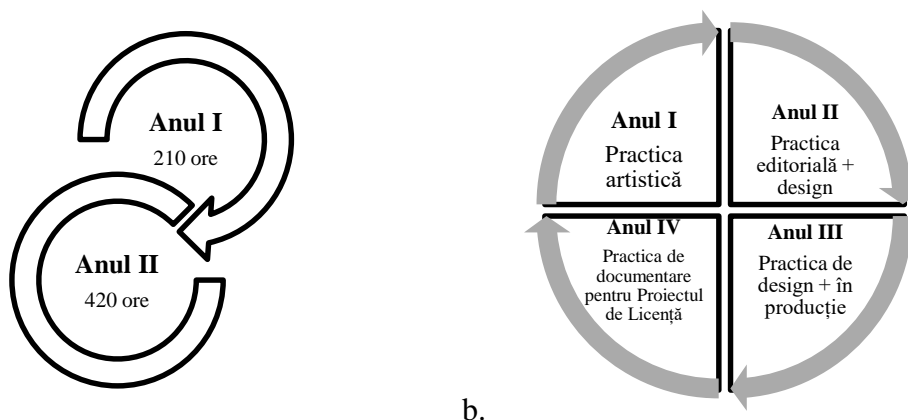 Anul I
210 ore
Anul II
420 ore
Anul I
Practica
artistică
Anul II
Practica
editorială +
design
Anul IV
Practica de
documentare
pentru Proiectul
de Licență
Anul III
Practica de
design + în
producție
b.